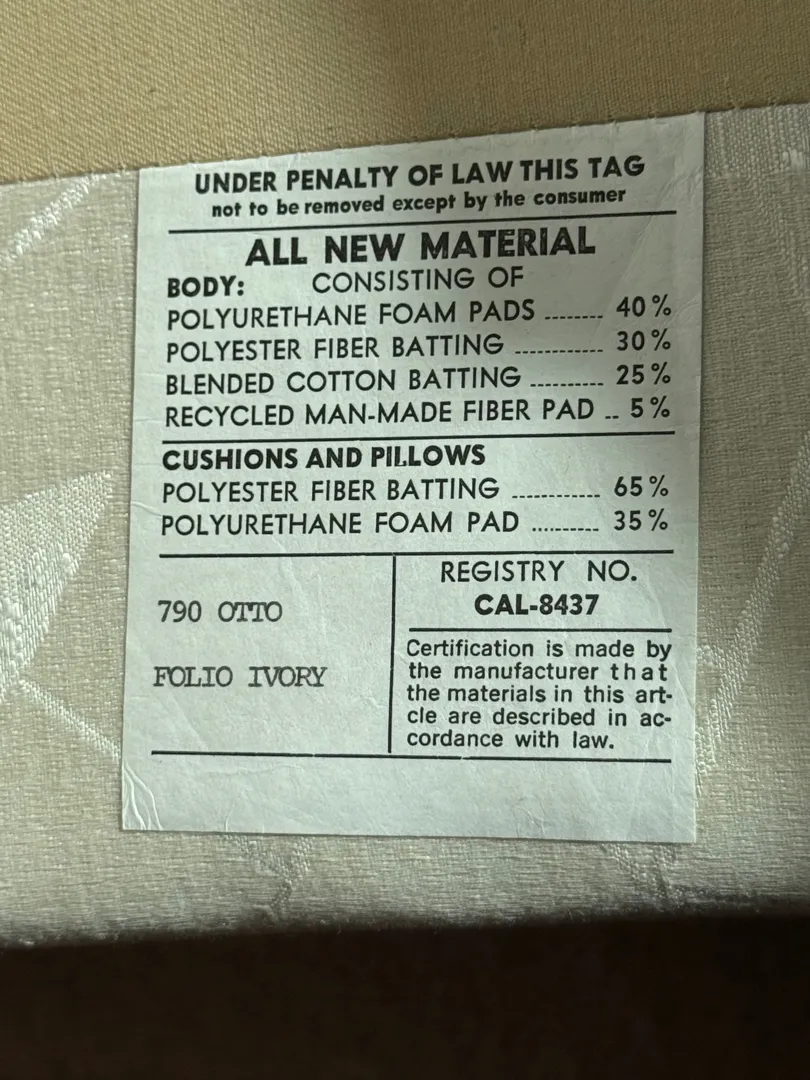 UNDER PENALTY OF LAW THIS TAG
not to be removed except by the consumer
ALL NEW MATERIAL
BODY: CONSISTING OF
POLYURETHANE FOAM PADS ........ 40%
POLYESTER FIBER BATTING ............ 30%
BLENDED COTTON BATTING .......... 25%
RECYCLED MAN-MADE FIBER PAD .. 5%
CUSHIONS AND PILLOWS
POLYESTER FIBER BATTING ............ 65%
POLYURETHANE FOAM PAD .......... 35%
790 OTTO
FOLIO IVORY
REGISTRY NO.
CAL-8437
Certification is made by
the manufacturer that
the materials in this art-
cle are described in ac-
cordance with law.